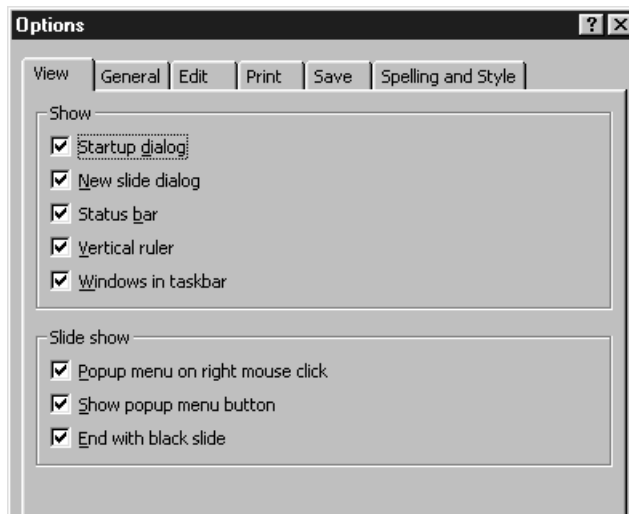 Options
View General Edit Print Save Spelling and Style
Show
Startup dialog
New slide dialog
Status bar
Vertical ruler
Windows in taskbar
Slide show
Popup menu on right mouse click
Show popup menu button
End with black slide